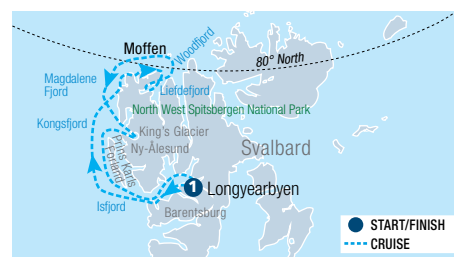 Moffen
Woodfjord
80° North
Magdalene
Fjord
Liefdefjord
North West Spitsbergen National Park
Kongsfjord
King's Glacier
Ny-Ålesund
Prins Karls
Forland
Svalbard
1
Longyearbyen
Isfjord
Barentsburg
START/FINISH
CRUISE